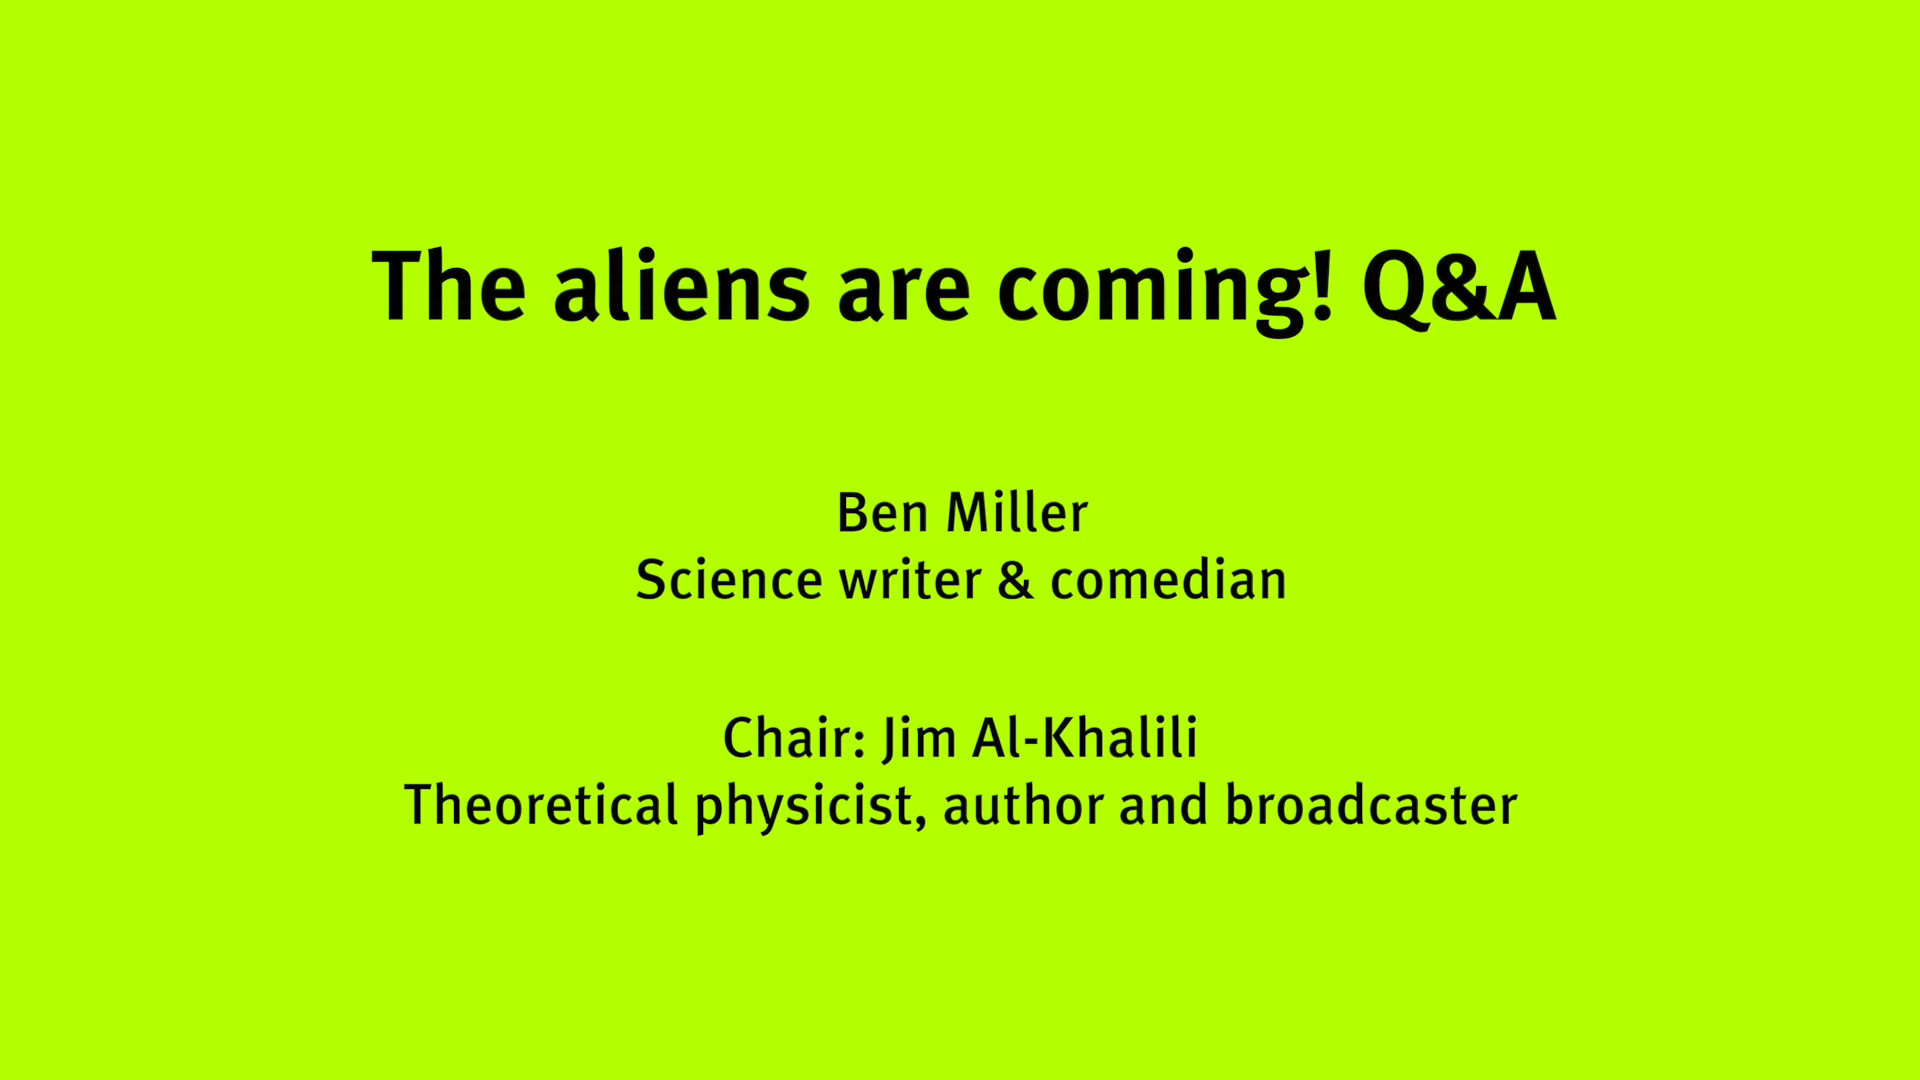 The aliens are coming! Q&A
Ben Miller
Science writer & comedian
Chair: Jim Al-Khalili
Theoretical physicist, author and broadcaster